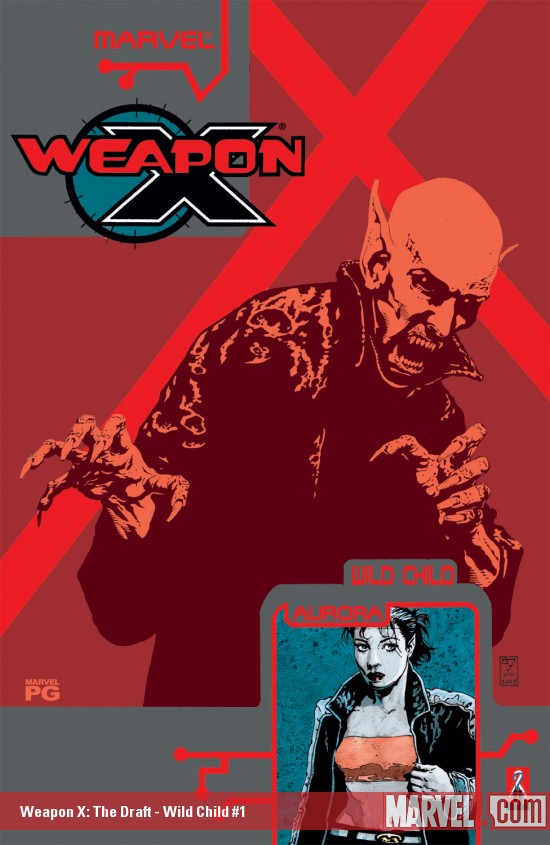 MARVEL®
WEAPON X®
WILD CHILD
AURORA
MARVEL
PG
Weapon X: The Draft - Wild Child #1
MARVEL.COM